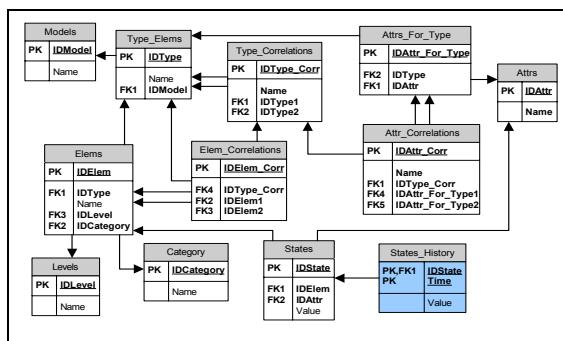 Models
PK IDModel
Name
Type_Elems
PK IDType
Name
FK1 IDModel
Type_Correlations
PK IDType_Corr
Name
FK1 IDType1
FK2 IDType2
Attrs_For_Type
PK IDAttr_For_Type
FK2 IDType
FK1 IDAttr
Attrs
PK IDAttr
Name
Elems
PK IDElem
FK1 IDType
Name
FK3 IDLevel
FK2 IDCategory
Elem_Correlations
PK IDElem_Corr
FK4 IDType_Corr
FK2 IDElem1
FK3 IDElem2
Attr_Correlations
PK IDAttr_Corr
Name
FK1 IDType_Corr
FK4 IDAttr_For_Type1
FK5 IDAttr_For_Type2
Levels
PK IDLevel
Name
Category
PK IDCategory
Name
States
PK IDState
FK1 IDElem
FK2 IDAttr
Value
States_History
PK,FK1 IDState
PK Time
Value